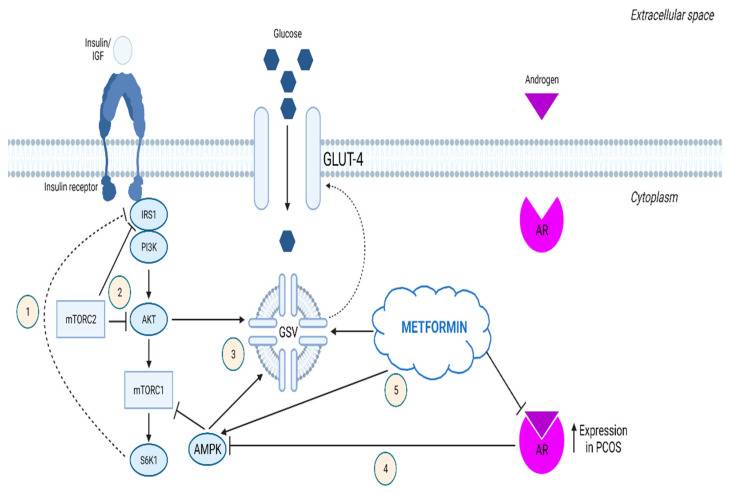 Extracellular space
Insulin/
IGF
Glucose
Androgen
GLUT-4
Insulin receptor
Cytoplasm
IRS1
AR
PI3K
1
2
mTORC2
AKT
GSV
METFORMIN
3
5
mTORC1
AMPK
AR
Expression
in PCOS
S6K1
4